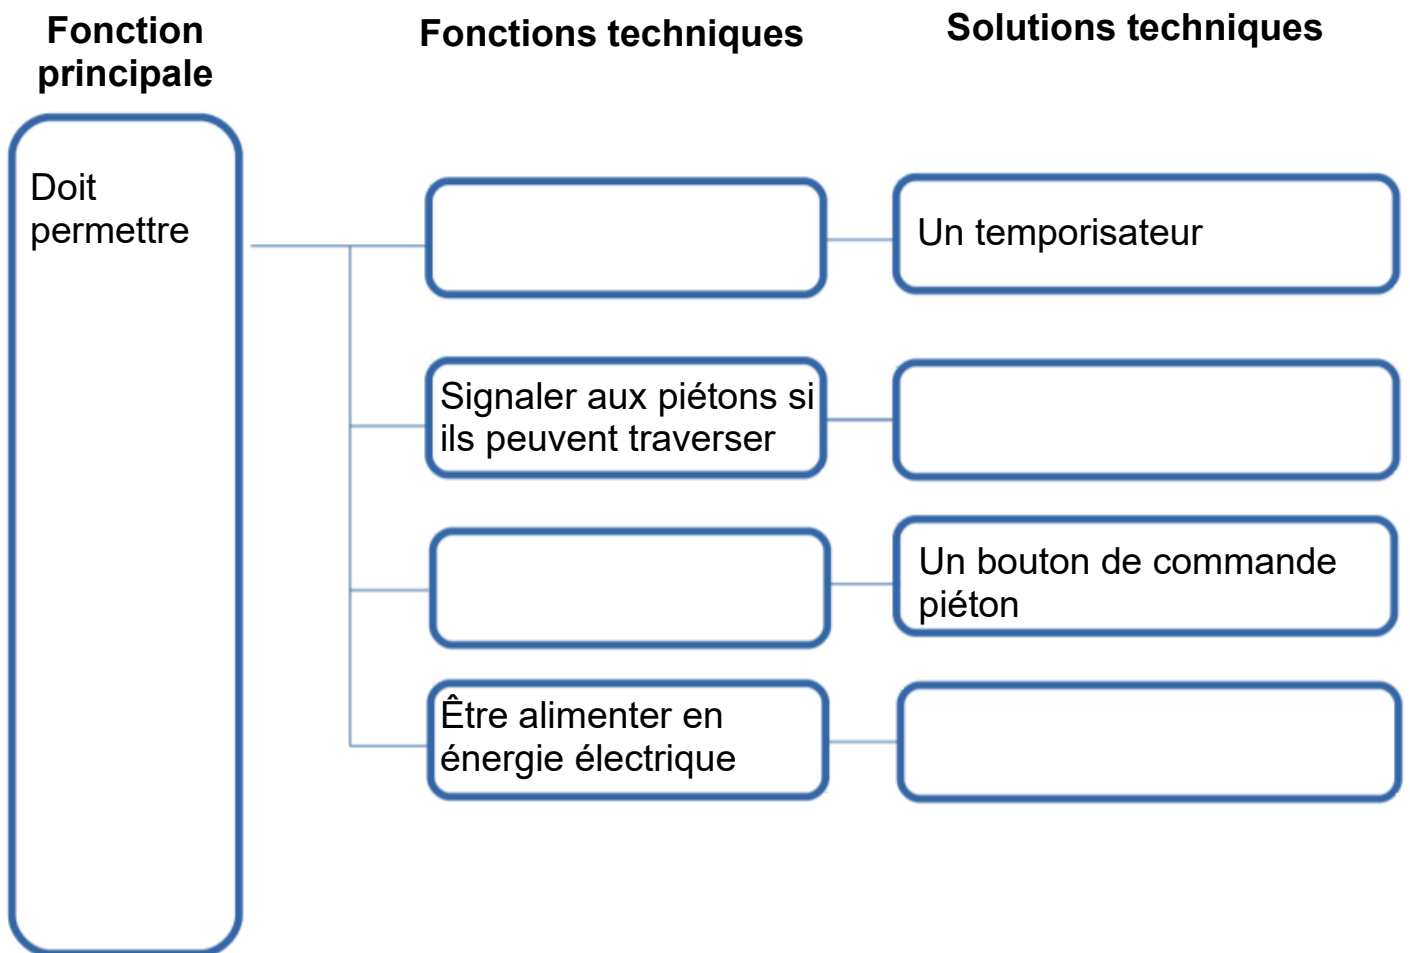 Fonction
principale
Fonctions techniques
Solutions techniques
Doit
permettre
Un temporisateur
Signaler aux piétons si
ils peuvent traverser
Un bouton de commande
piéton
Être alimenter en
énergie électrique